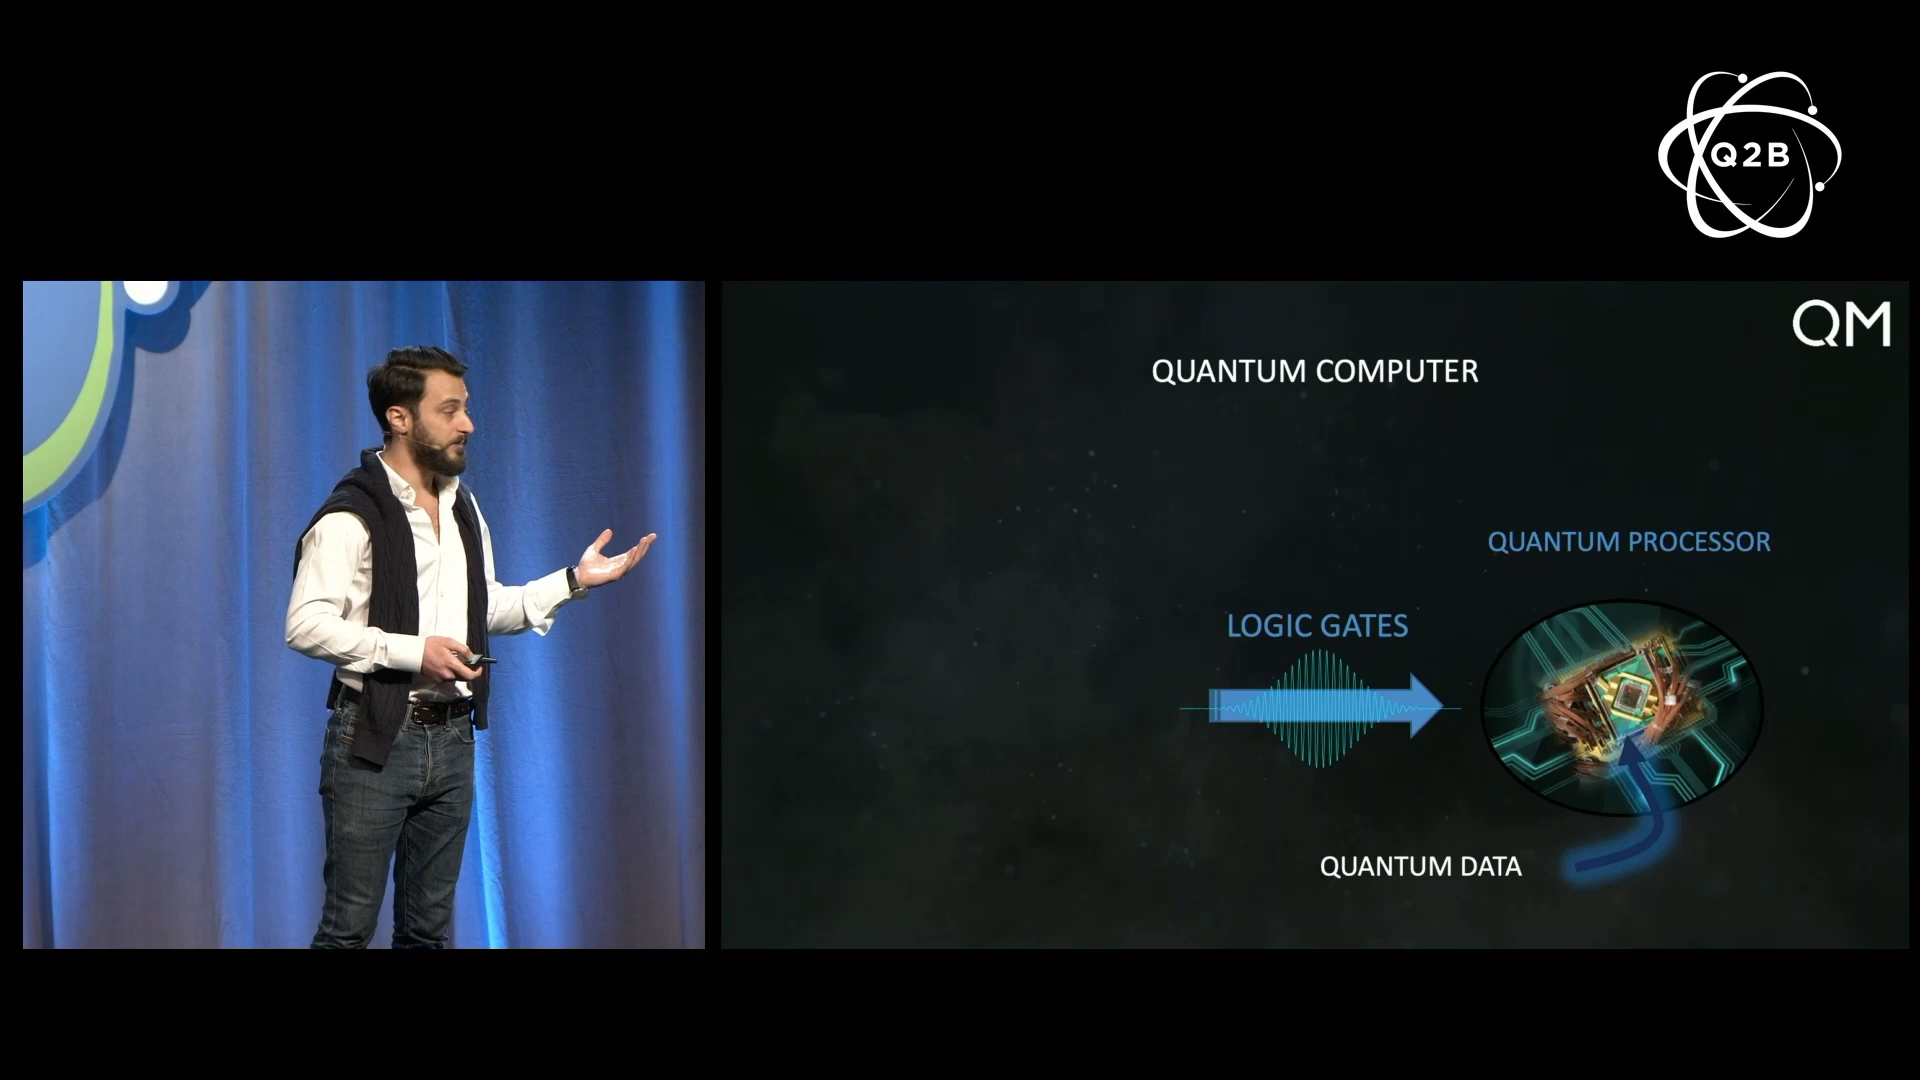 Q2B
QM
QUANTUM COMPUTER
QUANTUM PROCESSOR
LOGIC GATES
QUANTUM DATA